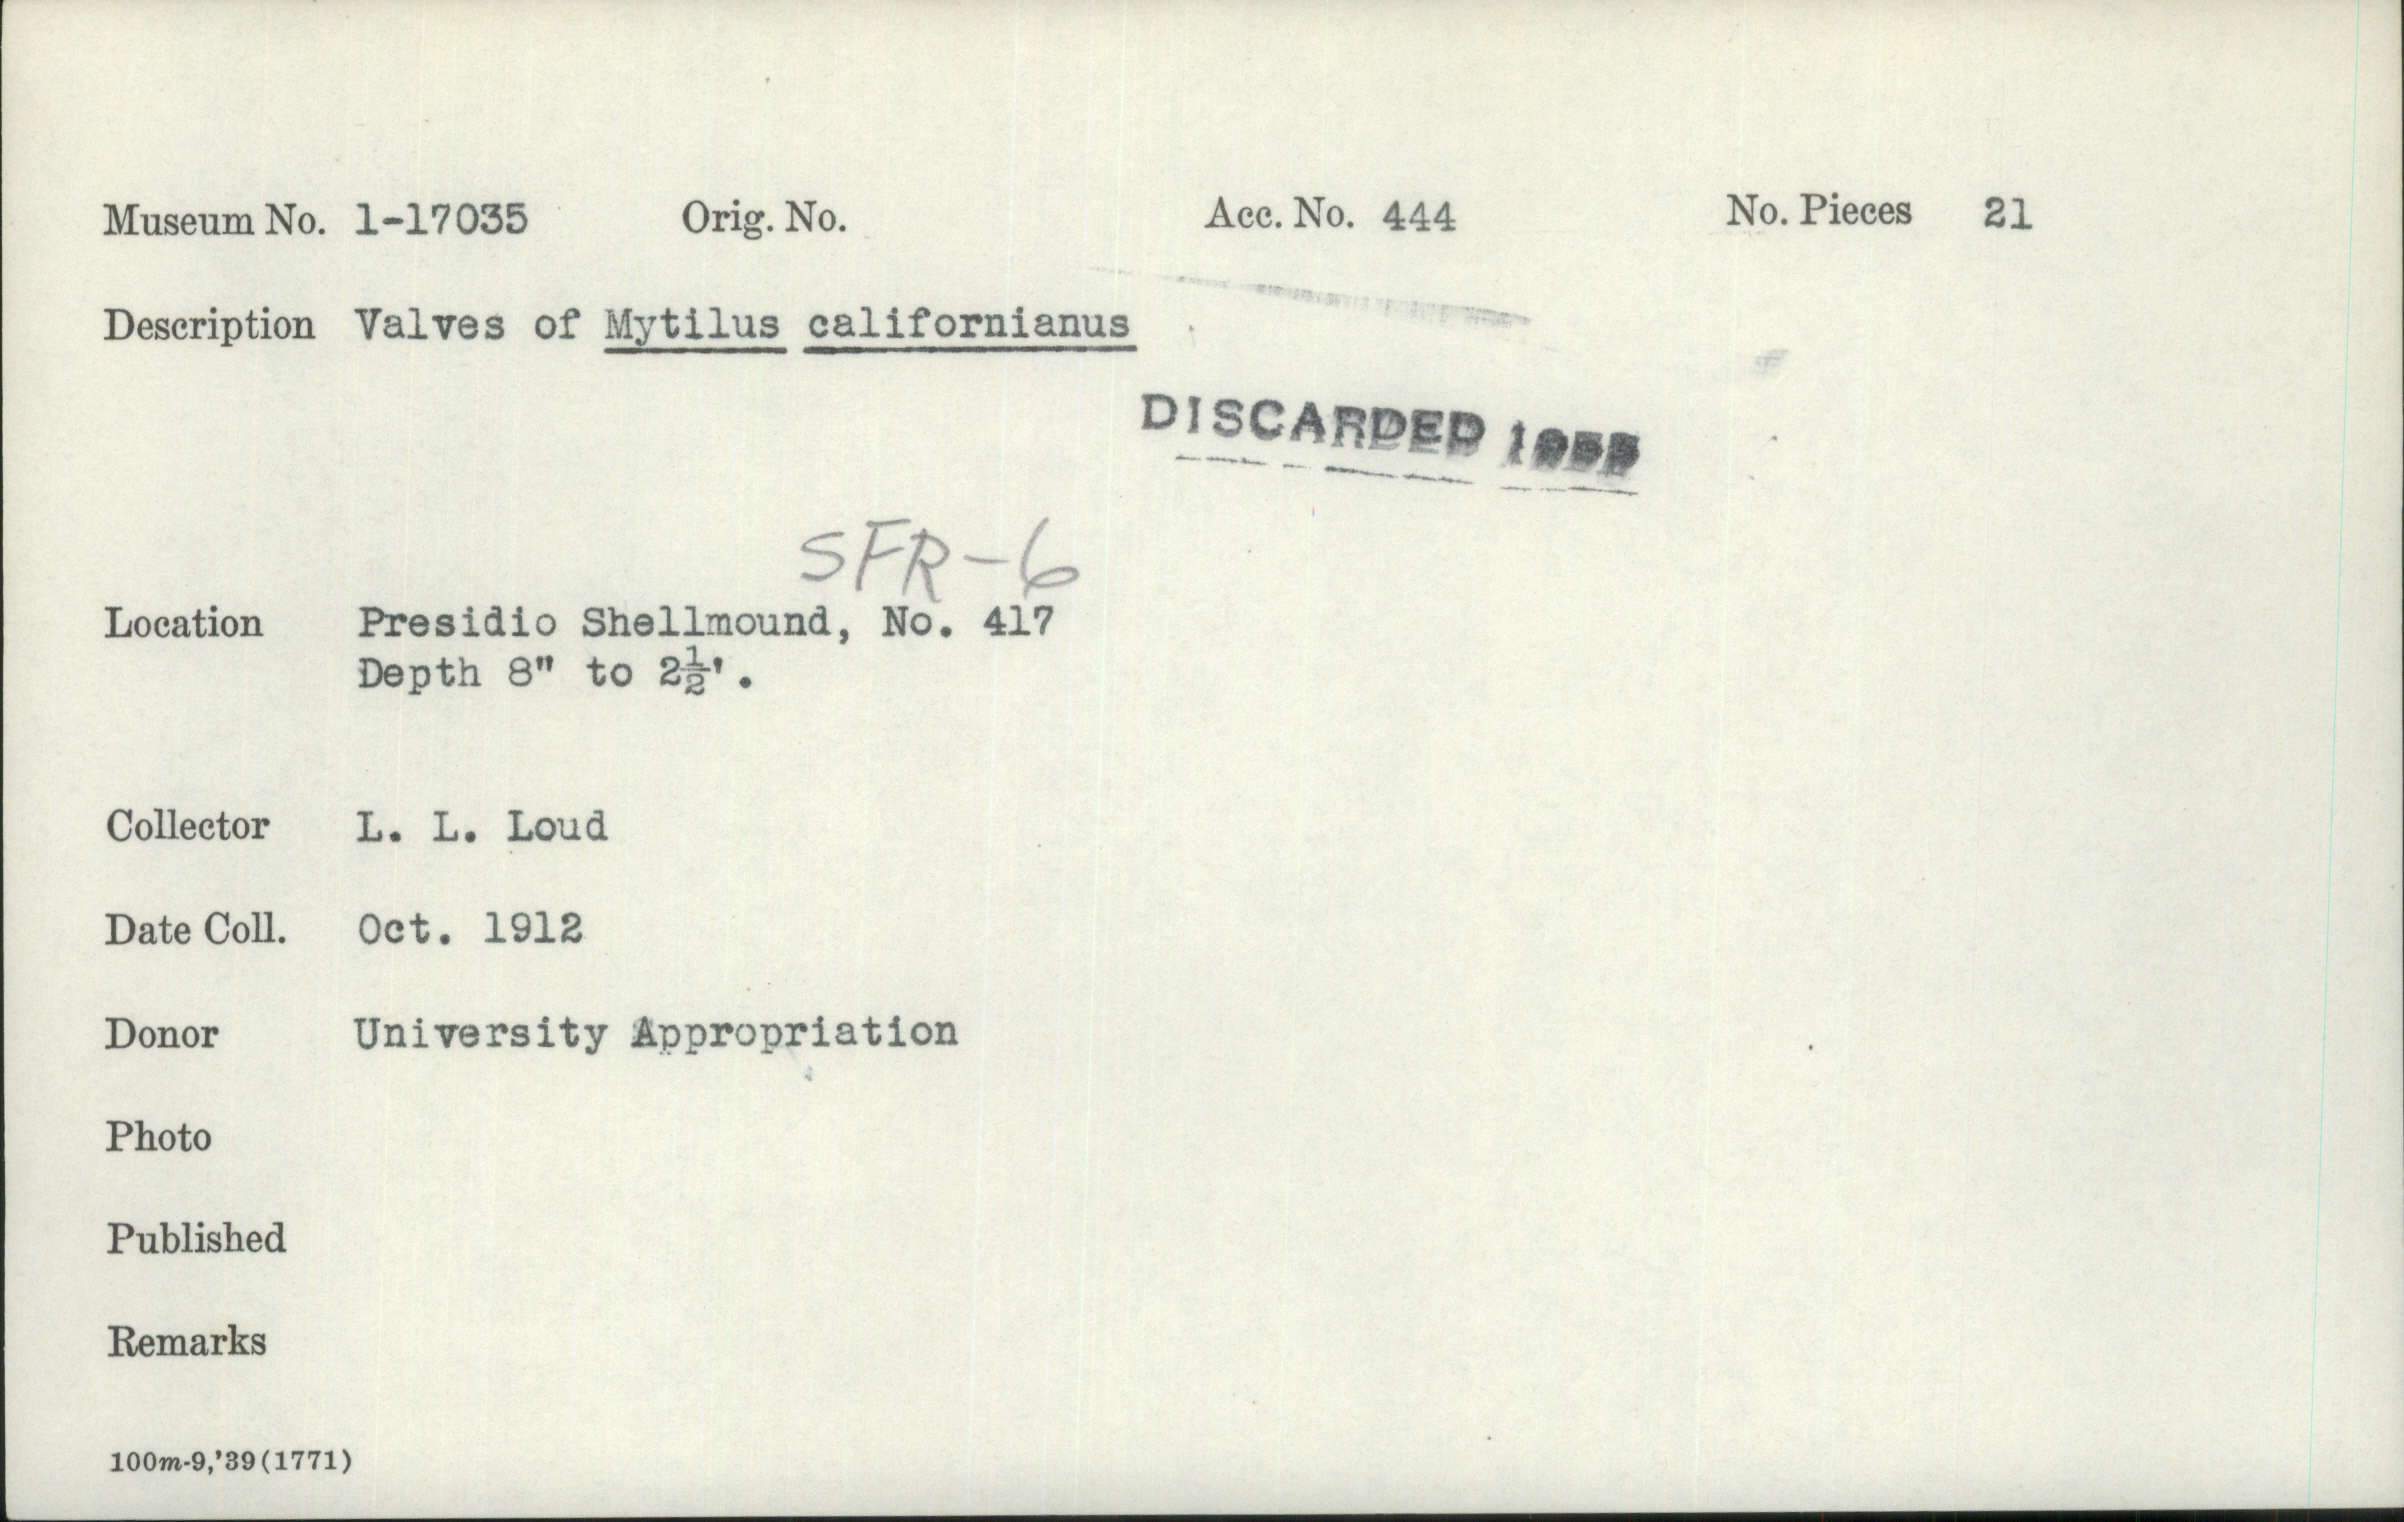 Museum No. 1-17035 Orig. No. Acc. No. 444 No. Pieces 21
Description Valves of Mytilus californianus
DISCARDED
SFR-6
Location Presidio Shellmound, No. 417
Depth 8" to 2½'.
Collector L. L. Loud
Date Coll. Oct. 1912
Donor University Appropriation
Photo
Published
Remarks
100m-9,'39(1771)